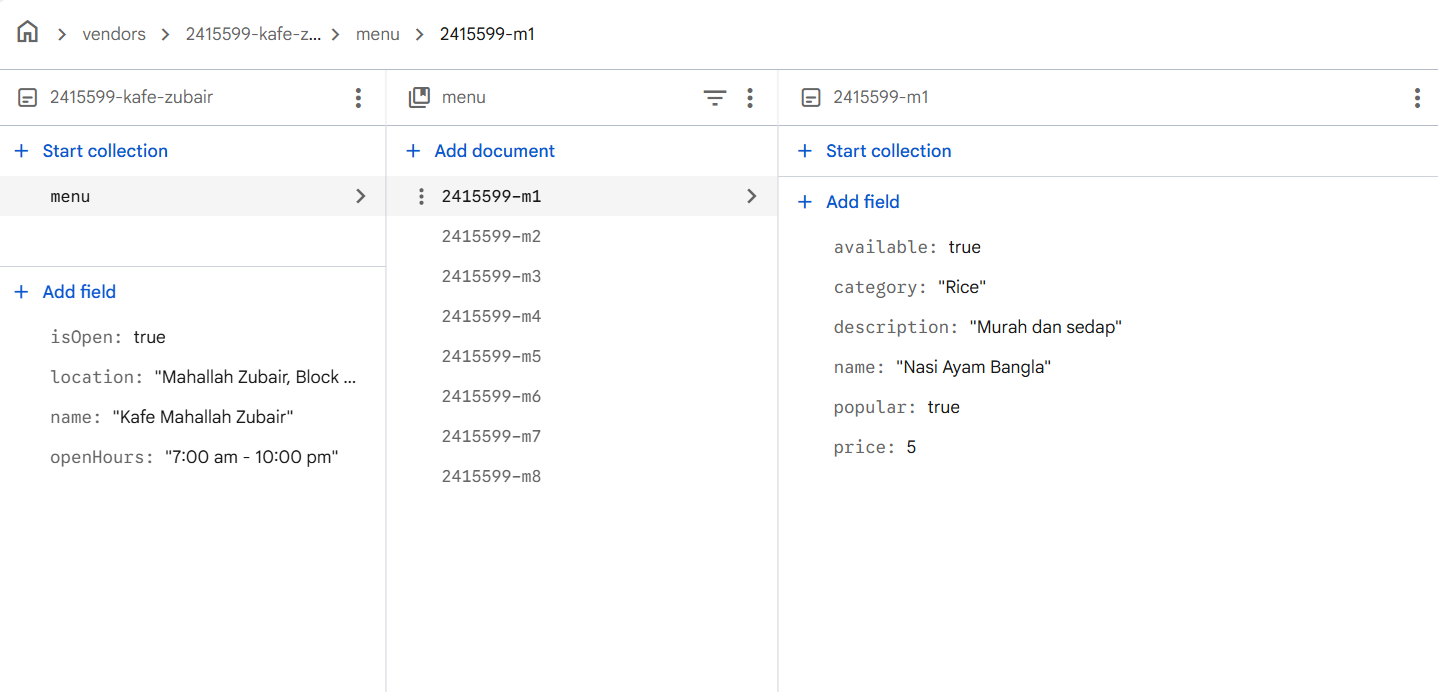 vendors > 2415599-kafe-z... > menu > 2415599-m1
2415599-kafe-zubair
+ Start collection
menu
+ Add field
isOpen: true
location: "Mahallah Zubair, Block ...
name: "Kafe Mahallah Zubair"
openHours: "7:00 am - 10:00 pm"
menu
+ Add document
2415599-m1
2415599-m2
2415599-m3
2415599-m4
2415599-m5
2415599-m6
2415599-m7
2415599-m8
2415599-m1
+ Start collection
+ Add field
available: true
category: "Rice"
description: "Murah dan sedap"
name: "Nasi Ayam Bangla"
popular: true
price: 5